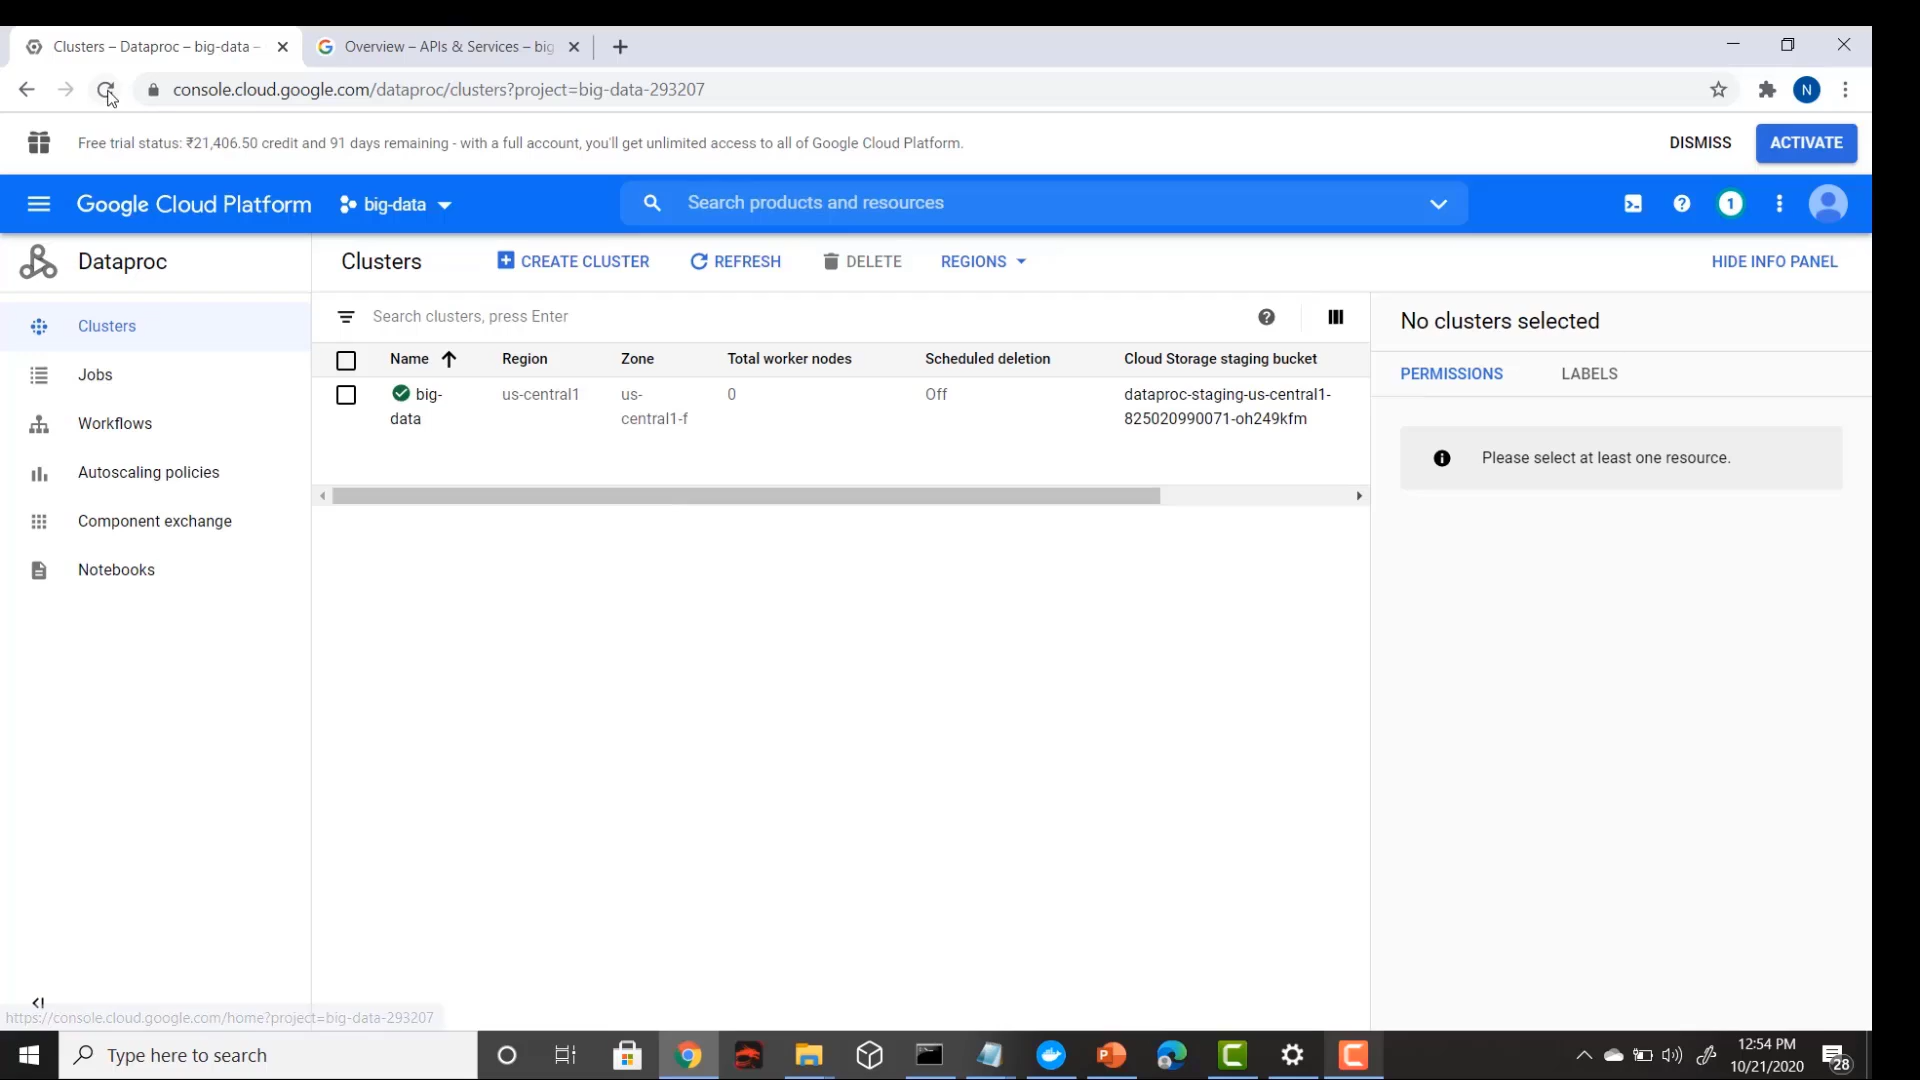 Clusters – Dataproc – big-data –
Overview – APIs & Services – big
console.cloud.google.com/dataproc/clusters?project=big-data-293207
N
Free trial status: ₹21,406.50 credit and 91 days remaining - with a full account, you'll get unlimited access to all of Google Cloud Platform.
DISMISS
ACTIVATE
Google Cloud Platform
big-data
Search products and resources
1
Dataproc
Clusters
CREATE CLUSTER
REFRESH
DELETE
REGIONS
HIDE INFO PANEL
Clusters
Jobs
Workflows
Autoscaling policies
Component exchange
Notebooks
Search clusters, press Enter
Name
Region
Zone
Total worker nodes
Scheduled deletion
Cloud Storage staging bucket
big-
data
us-central1
us-
central1-f
0
Off
dataproc-staging-us-central1-
825020990071-oh249kfm
No clusters selected
PERMISSIONS
LABELS
Please select at least one resource.
https://console.cloud.google.com/home?project=big-data-293207
Type here to search
12:54 PM
10/21/2020
28